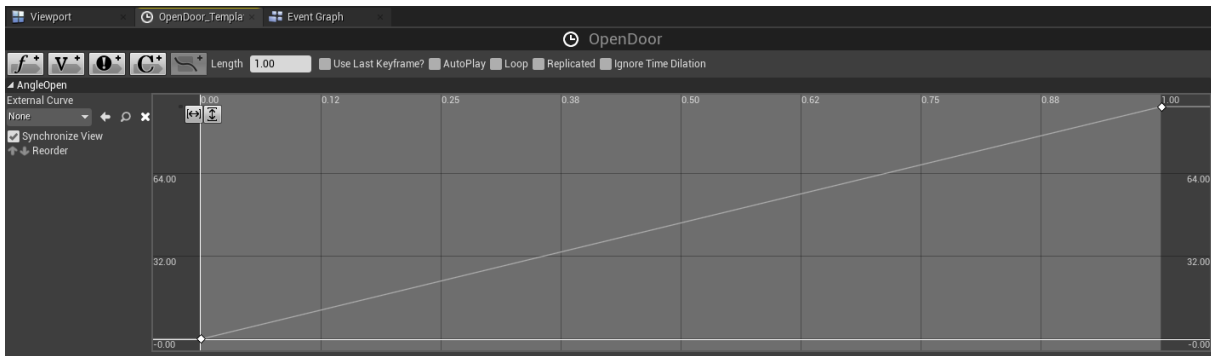 Viewport OpenDoor_Templa Event Graph
OpenDoor
f+ V+ !+ C+ Length 1.00 Use Last Keyframe? AutoPlay Loop Replicated Ignore Time Dilation
AngleOpen
External Curve
None
Synchronize View
Reorder
0.00 0.12 0.25 0.38 0.50 0.62 0.75 0.88 1.00
64.00 64.00
32.00 32.00
-0.00 -0.00